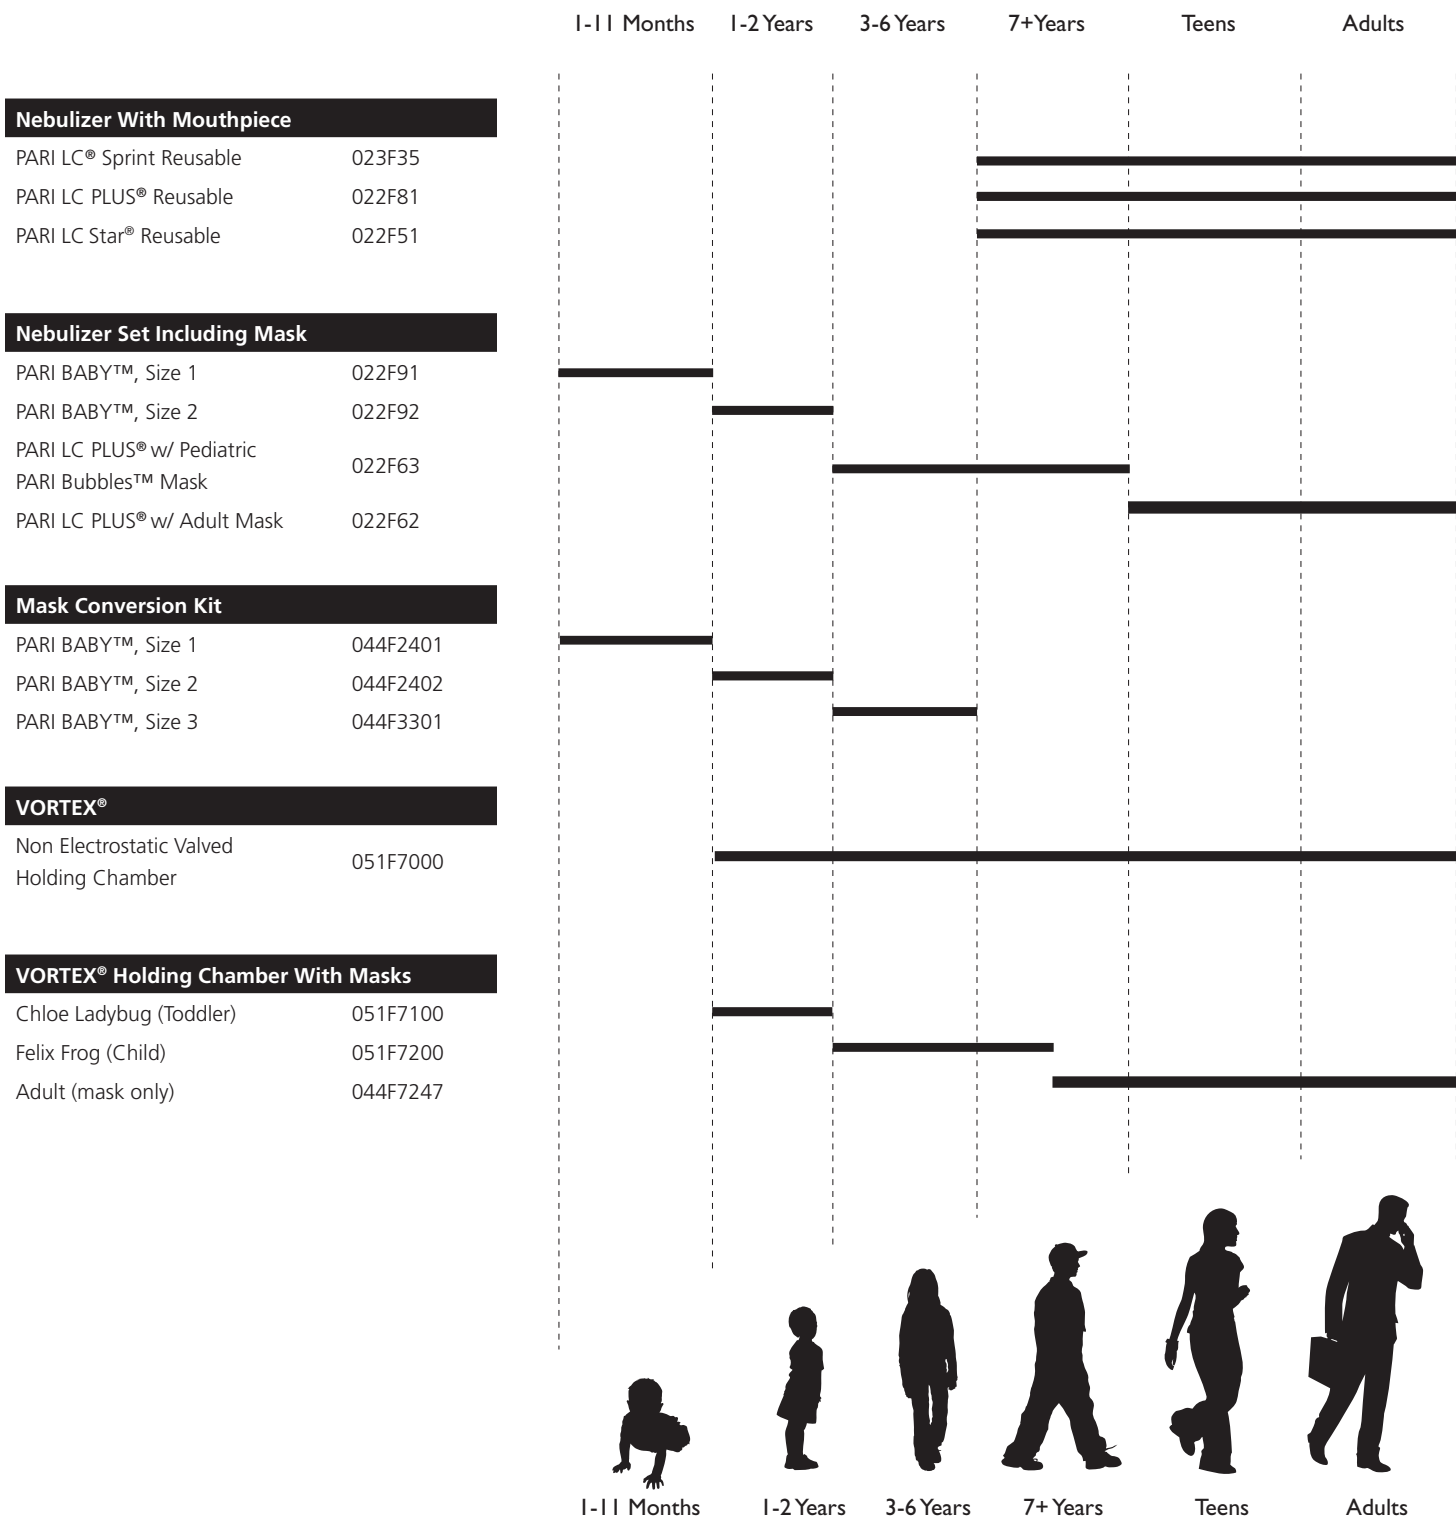 1-11 Months 1-2 Years 3-6 Years 7+Years Teens Adults
Nebulizer With Mouthpiece
PARI LC® Sprint Reusable 023F35
PARI LC PLUS® Reusable 022F81
PARI LC Star® Reusable 022F51
Nebulizer Set Including Mask
PARI BABY™, Size 1 022F91
PARI BABY™, Size 2 022F92
PARI LC PLUS® w/ Pediatric
PARI Bubbles™ Mask 022F63
PARI LC PLUS® w/ Adult Mask 022F62
Mask Conversion Kit
PARI BABY™, Size 1 044F2401
PARI BABY™, Size 2 044F2402
PARI BABY™, Size 3 044F3301
VORTEX®
Non Electrostatic Valved
Holding Chamber 051F7000
VORTEX® Holding Chamber With Masks
Chloe Ladybug (Toddler) 051F7100
Felix Frog (Child) 051F7200
Adult (mask only) 044F7247
1-11 Months 1-2 Years 3-6 Years 7+ Years Teens Adults